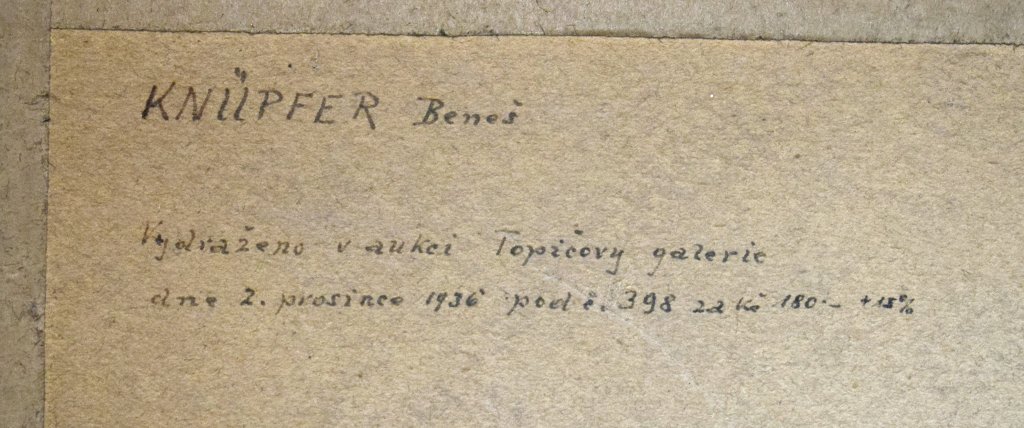 KNÜPFER Beneš
Vydraženo v aukci Topičovy galerie
dne 2. prosince 1936 pod č. 398 za Kč 180.- +15%